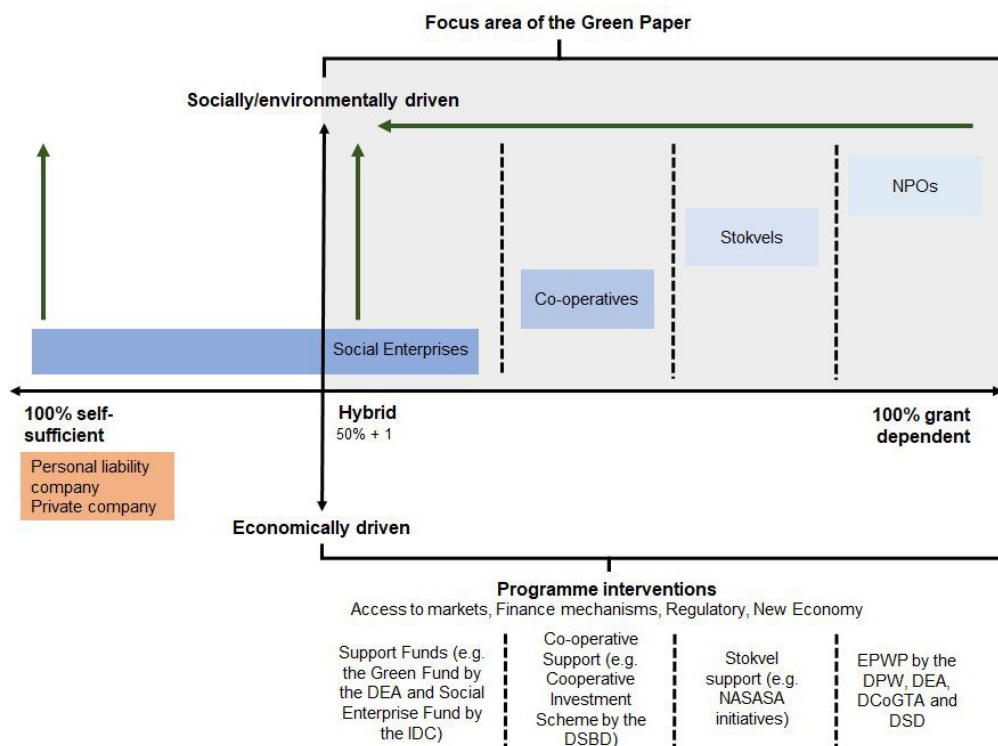 Focus area of the Green Paper
Socially/environmentally driven
NPOs
Stokvels
Co-operatives
Social Enterprises
100% self-
sufficient
Hybrid
50% + 1
100% grant
dependent
Personal liability
company
Private company
Economically driven
Programme interventions
Access to markets, Finance mechanisms, Regulatory, New Economy
Support Funds (e.g.
the Green Fund by
the DEA and Social
Enterprise Fund by
the IDC)
Co-operative
Support (e.g.
Cooperative
Investment
Scheme by the
DSBD)
Stokvel
support (e.g.
NASASA
initiatives)
EPWP by the
DPW, DEA,
DCoGTA and
DSD